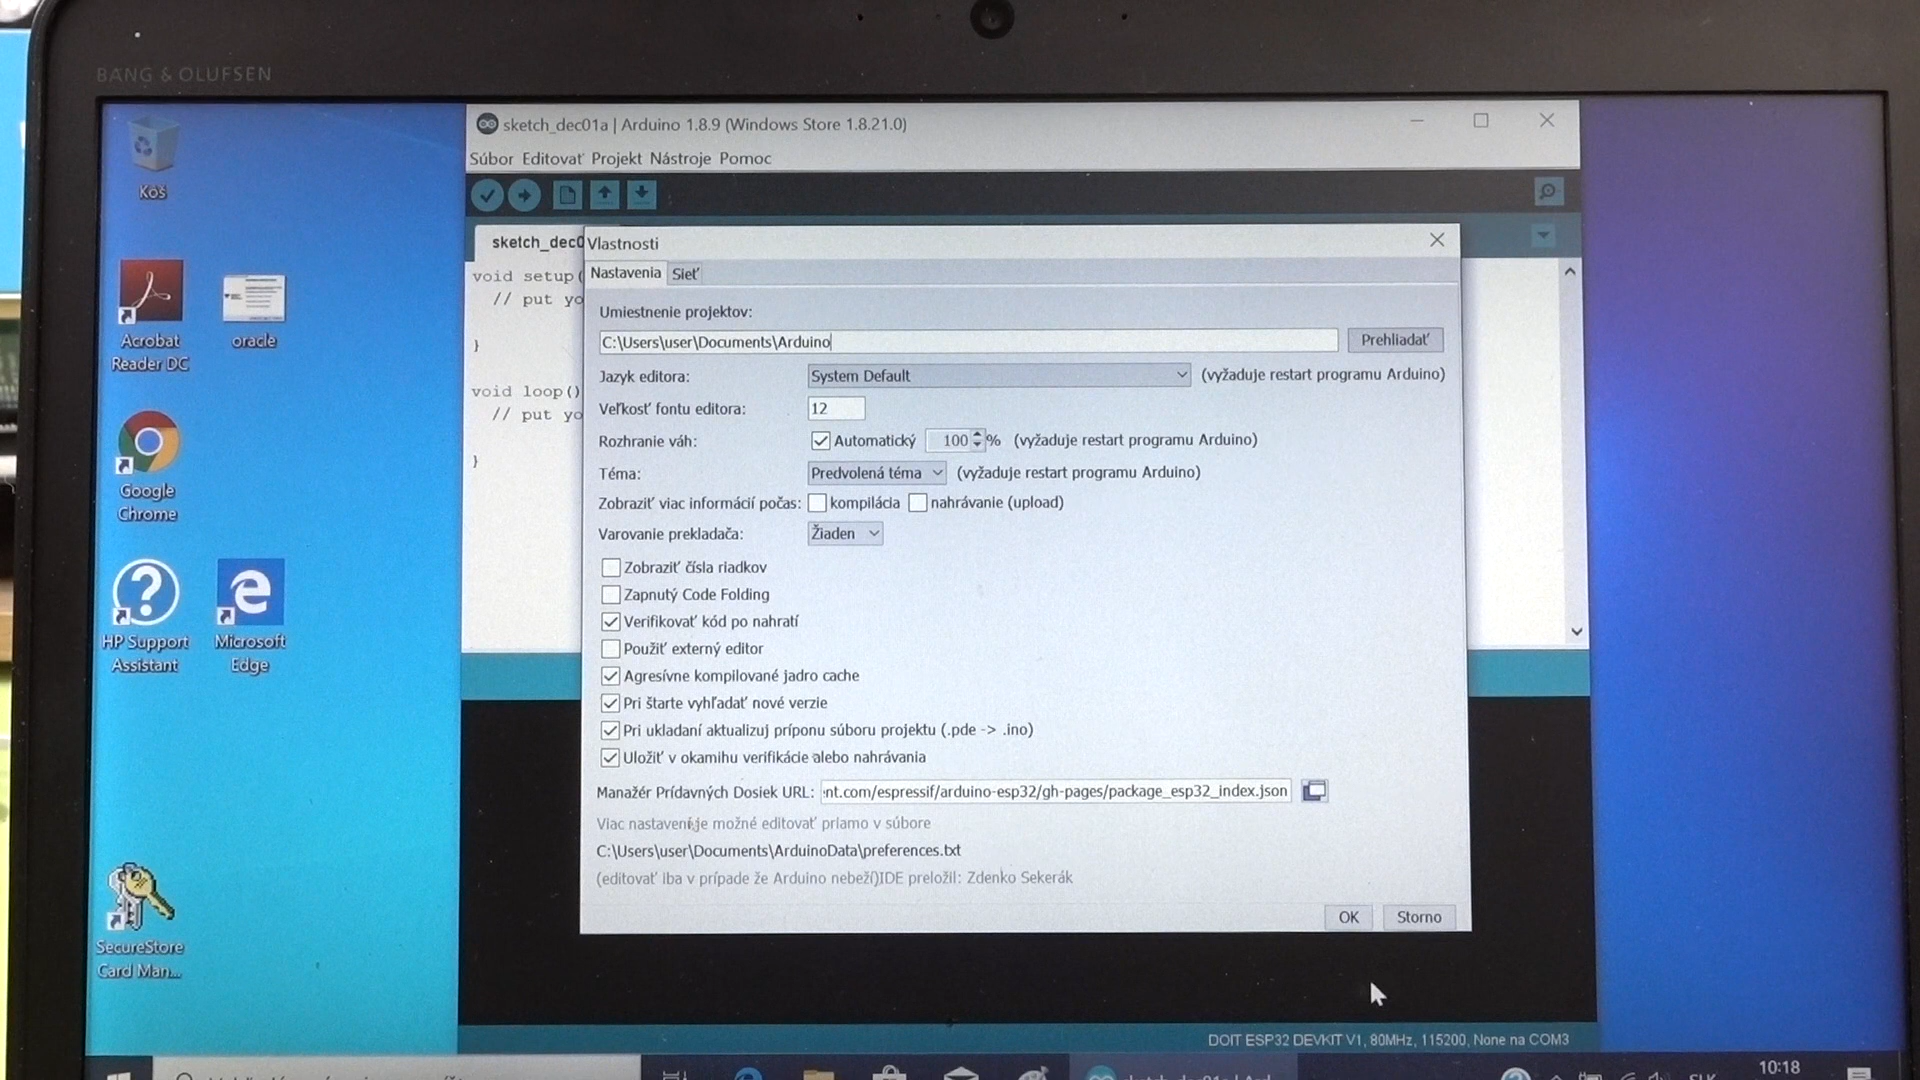 BANG & OLUFSEN
Kôš
Acrobat
Reader DC
oracle
Google
Chrome
HP Support
Assistant
Microsoft
Edge
SecureStore
Card Man...
sketch_dec01a | Arduino 1.8.9 (Windows Store 1.8.21.0)
Súbor Editovať Projekt Nástroje Pomoc
sketch_dec0
void setup(
// put yo
}
void loop()
// put yo
}
Vlastnosti
Nastavenia Sieť
Umiestnenie projektov:
C:\Users\user\Documents\Arduino Prehliadať
Jazyk editora: System Default (vyžaduje restart programu Arduino)
Veľkosť fontu editora: 12
Rozhranie váh: Automatický 100 % (vyžaduje restart programu Arduino)
Téma: Predvolená téma (vyžaduje restart programu Arduino)
Zobraziť viac informácií počas: kompilácia nahrávanie (upload)
Varovanie prekladača: Žiaden
Zobraziť čísla riadkov
Zapnutý Code Folding
Verifikovať kód po nahratí
Použiť externý editor
Agresívne kompilované jadro cache
Pri štarte vyhľadať nové verzie
Pri ukladaní aktualizuj príponu súboru projektu (.pde -> .ino)
Uložiť v okamihu verifikácie alebo nahrávania
Manažér Prídavných Dosiek URL: nt.com/espressif/arduino-esp32/gh-pages/package_esp32_index.json
Viac nastavení je možné editovať priamo v súbore
C:\Users\user\Documents\ArduinoData\preferences.txt
(editovať iba v prípade že Arduino nebeží)IDE preložil: Zdenko Sekerák
OK Storno
DOIT ESP32 DEVKIT V1, 80MHz, 115200, None na COM3
10:18